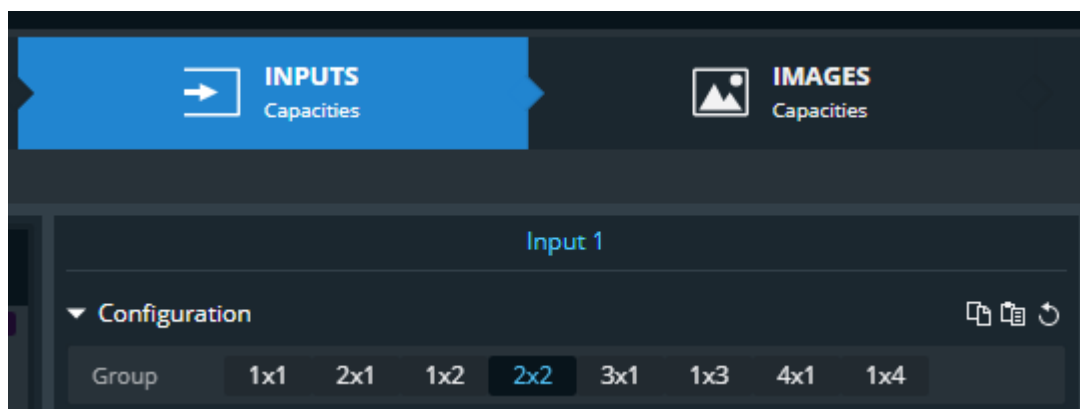 INPUTS
Capacities
IMAGES
Capacities
Input 1
Configuration
Group 1x1 2x1 1x2 2x2 3x1 1x3 4x1 1x4